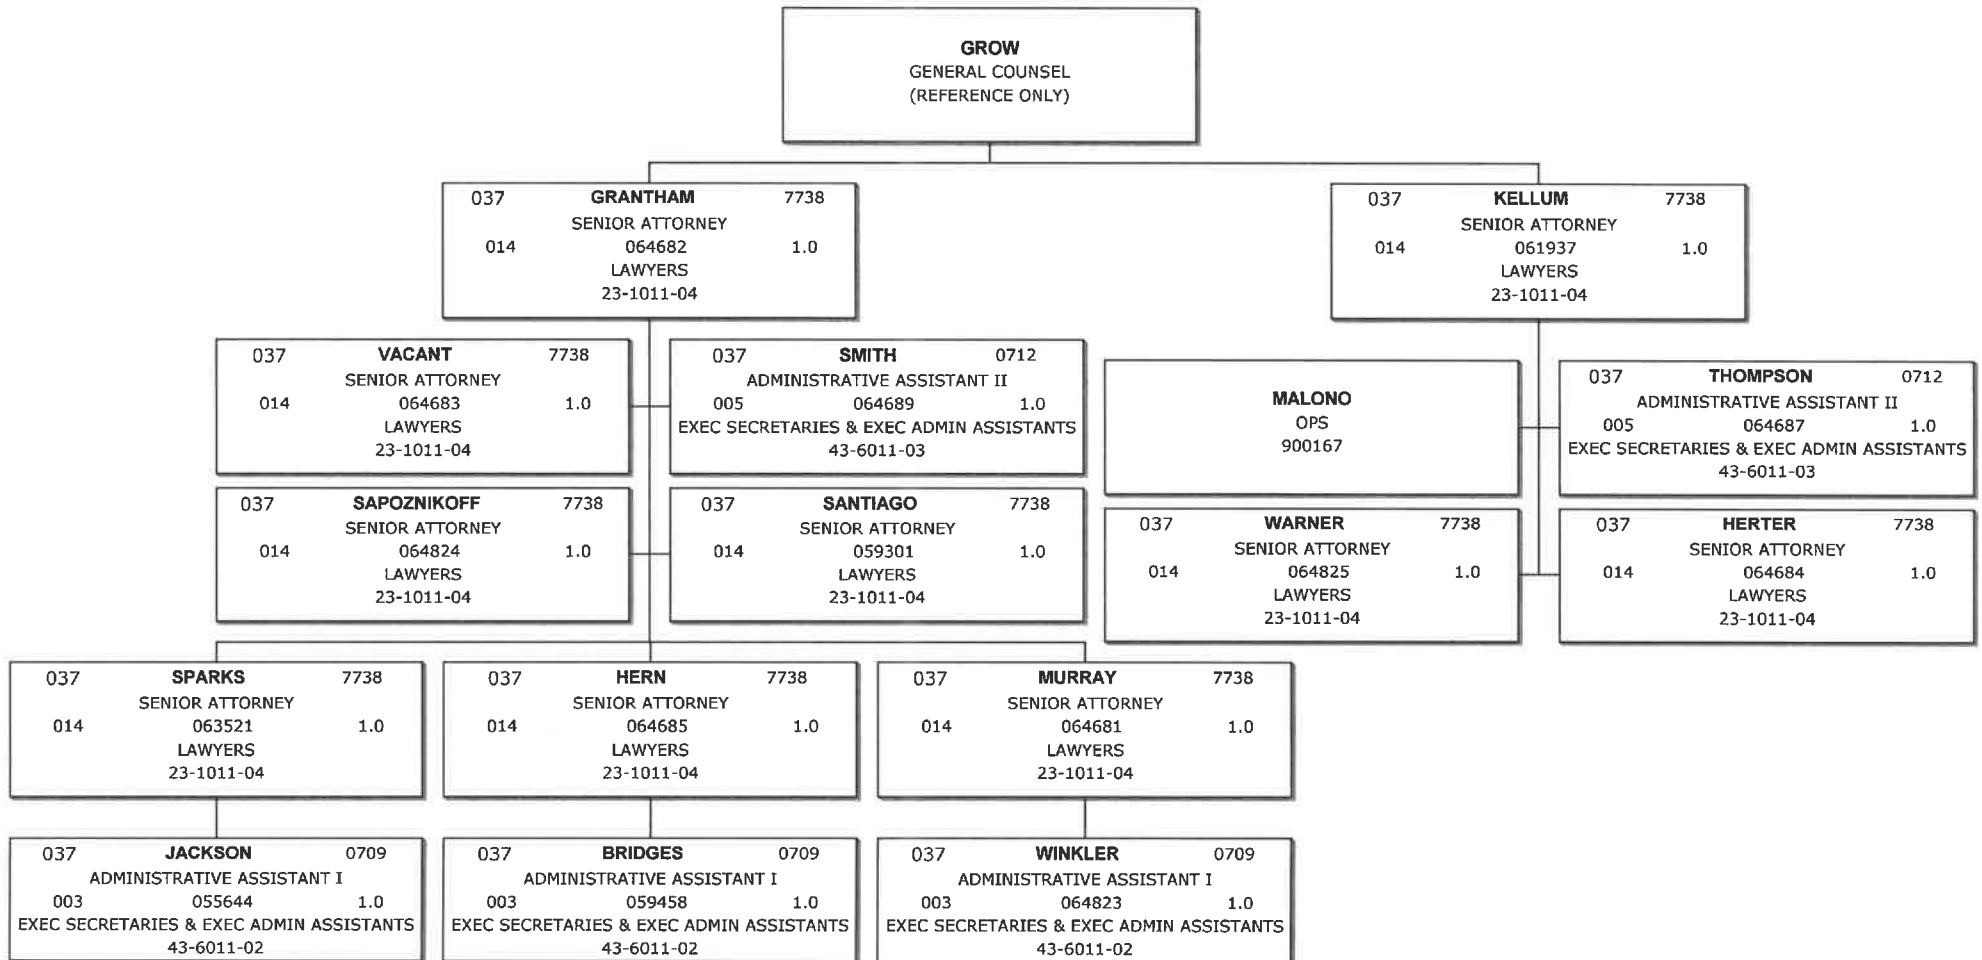 GROW
GENERAL COUNSEL
(REFERENCE ONLY)
037 GRANTHAM 7738
SENIOR ATTORNEY
014 064682 1.0
LAWYERS
23-1011-04
037 KELLUM 7738
SENIOR ATTORNEY
014 061937 1.0
LAWYERS
23-1011-04
037 VACANT 7738
SENIOR ATTORNEY
014 064683 1.0
LAWYERS
23-1011-04
037 SMITH 0712
ADMINISTRATIVE ASSISTANT II
005 064689 1.0
EXEC SECRETARIES & EXEC ADMIN ASSISTANTS
43-6011-03
MALONO
OPS
900167
037 THOMPSON 0712
ADMINISTRATIVE ASSISTANT II
005 064687 1.0
EXEC SECRETARIES & EXEC ADMIN ASSISTANTS
43-6011-03
037 SAPOZNIKOFF 7738
SENIOR ATTORNEY
014 064824 1.0
LAWYERS
23-1011-04
037 SANTIAGO 7738
SENIOR ATTORNEY
014 059301 1.0
LAWYERS
23-1011-04
037 WARNER 7738
SENIOR ATTORNEY
014 064825 1.0
LAWYERS
23-1011-04
037 HERTER 7738
SENIOR ATTORNEY
014 064684 1.0
LAWYERS
23-1011-04
037 SPARKS 7738
SENIOR ATTORNEY
014 063521 1.0
LAWYERS
23-1011-04
037 HERN 7738
SENIOR ATTORNEY
014 064685 1.0
LAWYERS
23-1011-04
037 MURRAY 7738
SENIOR ATTORNEY
014 064681 1.0
LAWYERS
23-1011-04
037 JACKSON 0709
ADMINISTRATIVE ASSISTANT I
003 055644 1.0
EXEC SECRETARIES & EXEC ADMIN ASSISTANTS
43-6011-02
037 BRIDGES 0709
ADMINISTRATIVE ASSISTANT I
003 059458 1.0
EXEC SECRETARIES & EXEC ADMIN ASSISTANTS
43-6011-02
037 WINKLER 0709
ADMINISTRATIVE ASSISTANT I
003 064823 1.0
EXEC SECRETARIES & EXEC ADMIN ASSISTANTS
43-6011-02